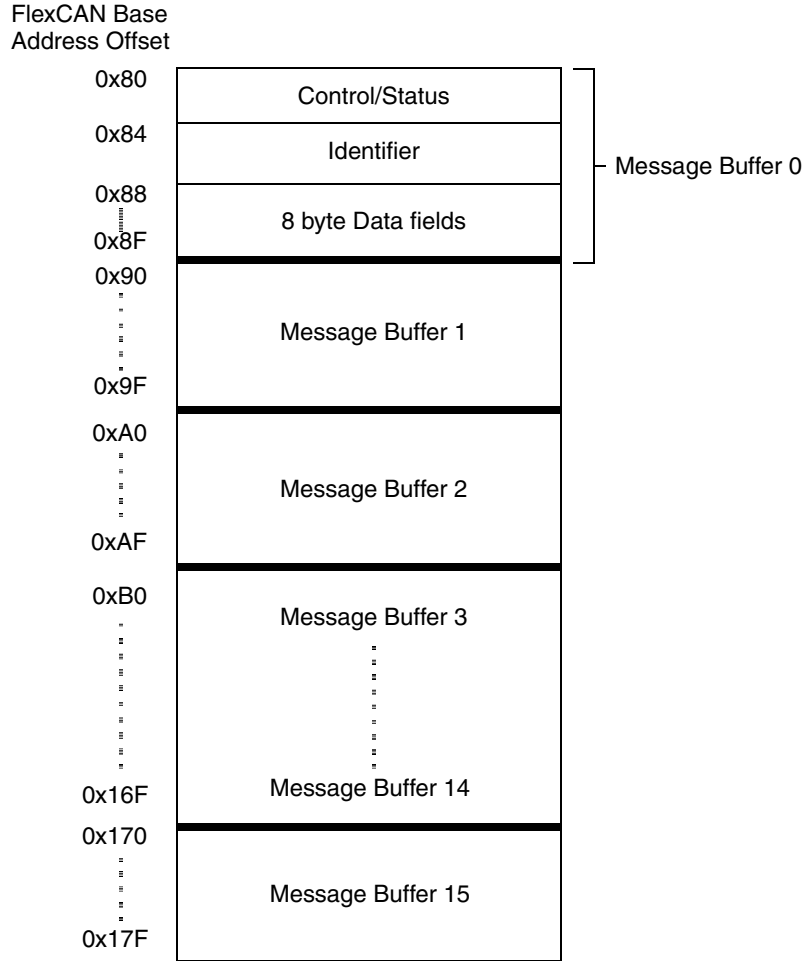 FlexCAN Base
Address Offset
0x80
Control/Status
0x84
Identifier
Message Buffer 0
0x88
8 byte Data fields
0x8F
0x90
Message Buffer 1
0x9F
0xA0
Message Buffer 2
0xAF
0xB0
Message Buffer 3
0x16F
Message Buffer 14
0x170
Message Buffer 15
0x17F